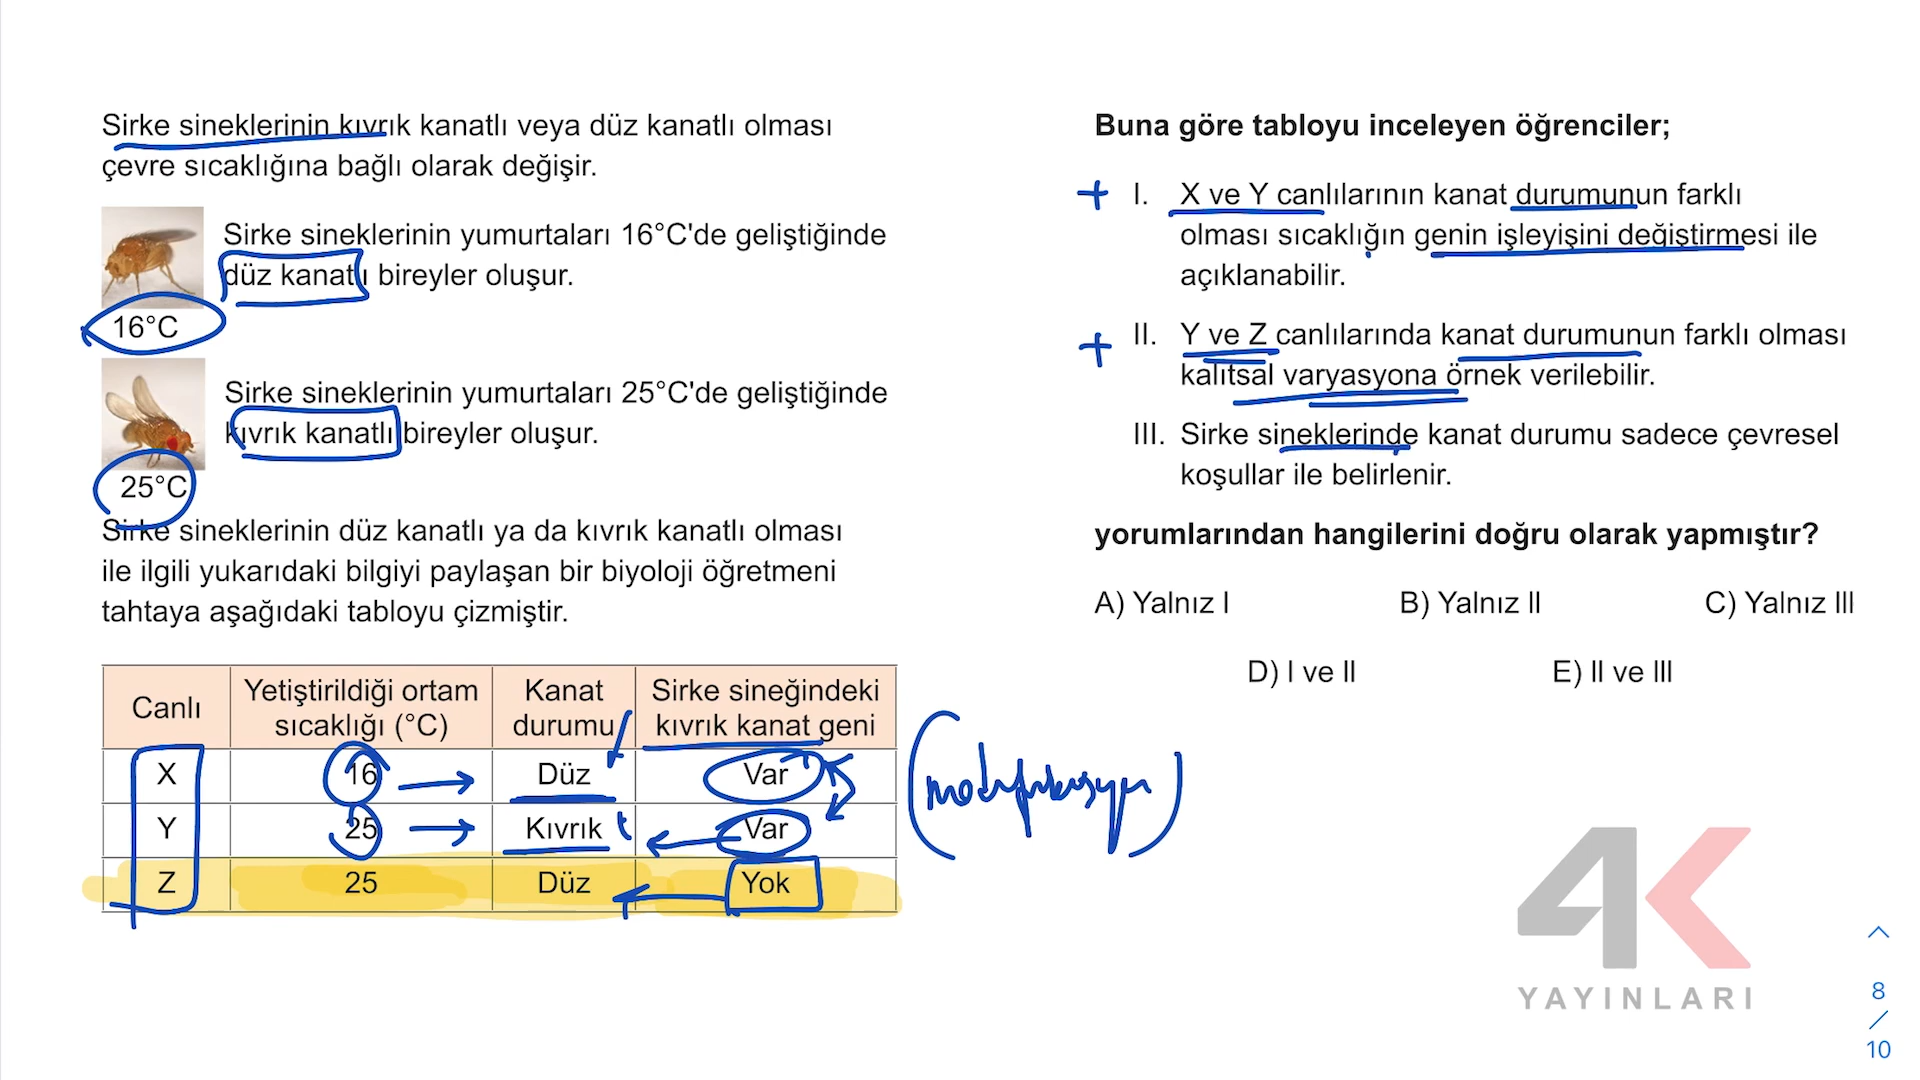 Sirke sineklerinin kıvrık kanatlı veya düz kanatlı olması
çevre sıcaklığına bağlı olarak değişir.
Sirke sineklerinin yumurtaları 16°C'de geliştiğinde
düz kanatlı bireyler oluşur.
16°C
Sirke sineklerinin yumurtaları 25°C'de geliştiğinde
kıvrık kanatlı bireyler oluşur.
25°C
Sirke sineklerinin düz kanatlı ya da kıvrık kanatlı olması
ile ilgili yukarıdaki bilgiyi paylaşan bir biyoloji öğretmeni
tahtaya aşağıdaki tabloyu çizmiştir.
Canlı Yetiştirildiği ortam sıcaklığı (°C) Kanat durumu Sirke sineğindeki kıvrık kanat geni
X 16 Düz Var
Y 25 Kıvrık Var
Z 25 Düz Yok
(modifikasyon)
Buna göre tabloyu inceleyen öğrenciler;
+ I. X ve Y canlılarının kanat durumunun farklı
olması sıcaklığın genin işleyişini değiştirmesi ile
açıklanabilir.
+ II. Y ve Z canlılarında kanat durumunun farklı olması
kalıtsal varyasyona örnek verilebilir.
III. Sirke sineklerinde kanat durumu sadece çevresel
koşullar ile belirlenir.
yorumlarından hangilerini doğru olarak yapmıştır?
A) Yalnız I B) Yalnız II C) Yalnız III
D) I ve II E) II ve III
4K
YAYINLARI
8
/
10